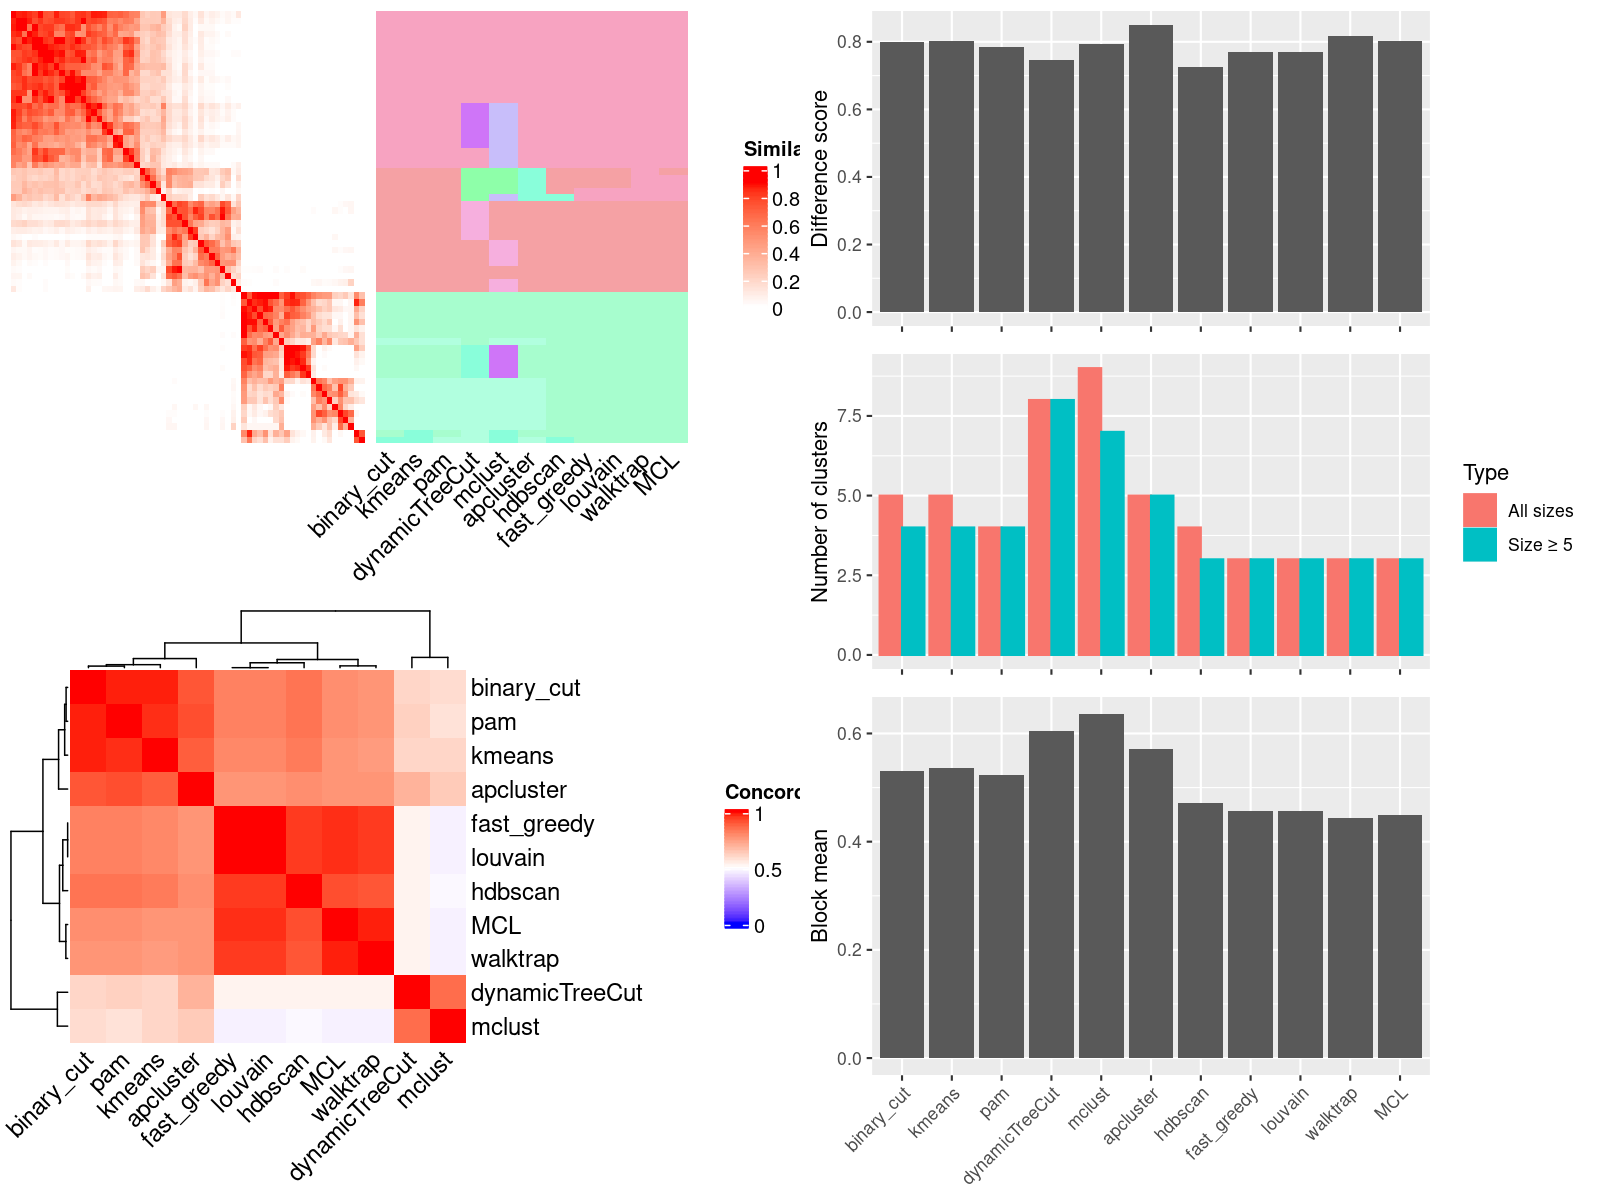 Simila
1
0.8
0.6
0.4
0.2
0
binary_cut
kmeans
pam
dynamicTreeCut
mclust
apcluster
hdbscan
fast_greedy
louvain
walktrap
MCL
binary_cut
pam
kmeans
apcluster
fast_greedy
louvain
hdbscan
MCL
walktrap
dynamicTreeCut
mclust
binary_cut
pam
kmeans
apcluster
fast_greedy
louvain
hdbscan
MCL
walktrap
dynamicTreeCut
mclust
Concord
1
0.5
0
Difference score
0.8
0.6
0.4
0.2
0.0
Number of clusters
7.5
5.0
2.5
0.0
Type
All sizes
Size ≥ 5
Block mean
0.6
0.4
0.2
0.0
binary_cut
kmeans
pam
dynamicTreeCut
mclust
apcluster
hdbscan
fast_greedy
louvain
walktrap
MCL